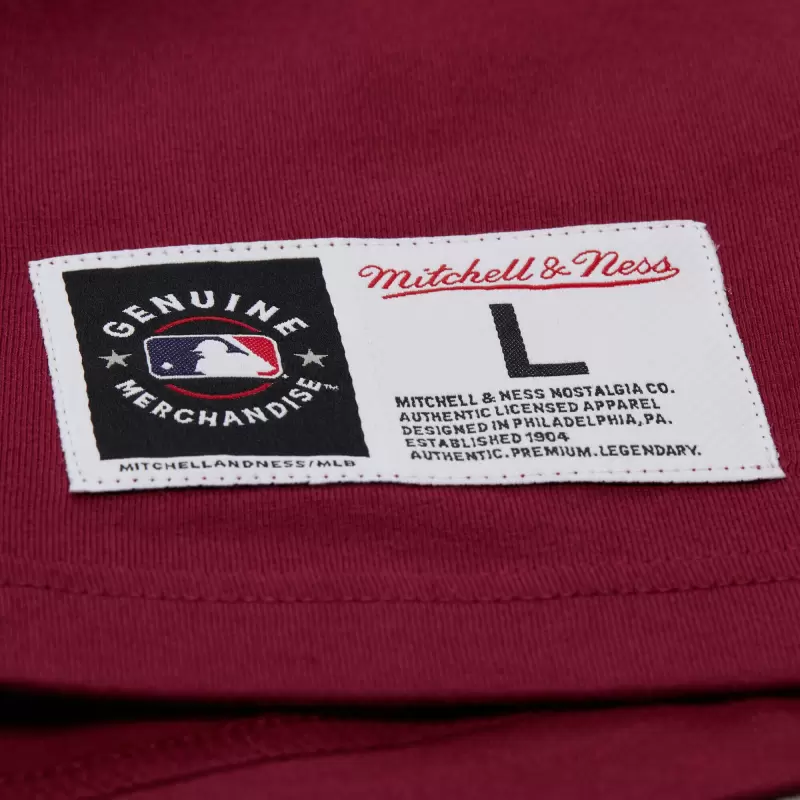 GENUINE
MERCHANDISE™
MITCHELLANDNESS/MLB
Mitchell & Ness
L
MITCHELL & NESS NOSTALGIA CO.
AUTHENTIC LICENSED APPAREL
DESIGNED IN PHILADELPHIA, PA.
ESTABLISHED 1904
AUTHENTIC.PREMIUM.LEGENDARY.